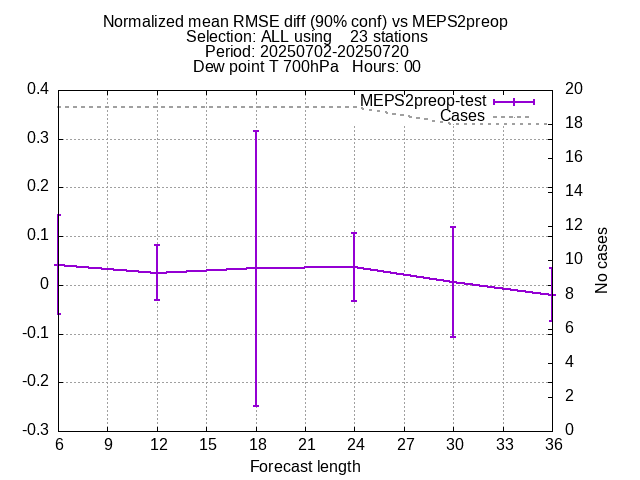 Normalized mean RMSE diff (90% conf) vs MEPS2preop
Selection: ALL using    23 stations
Period: 20250702-20250720
Dew point T 700hPa   Hours: 00
MEPS2preop-test
Cases
0.4
0.3
0.2
0.1
0
-0.1
-0.2
-0.3
20
18
16
14
12
10
8
6
4
2
0
No cases
6 9 12 15 18 21 24 27 30 33 36
Forecast length